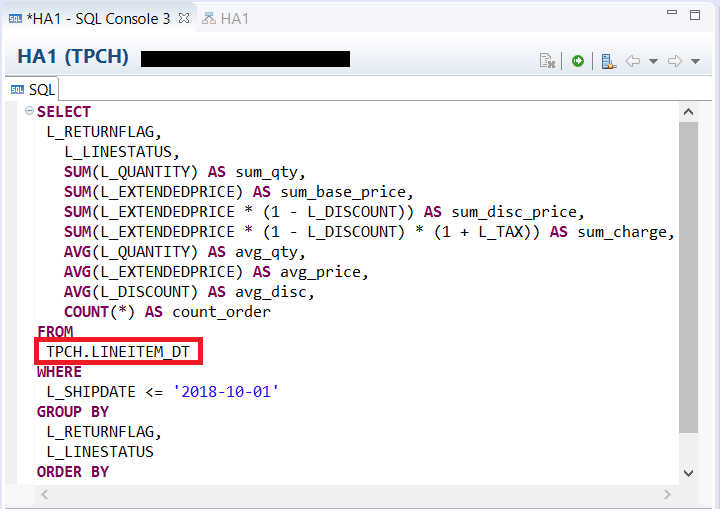 *HA1 - SQL Console 3 HA1
HA1 (TPCH)
SQL
SELECT
L_RETURNFLAG,
L_LINESTATUS,
SUM(L_QUANTITY) AS sum_qty,
SUM(L_EXTENDEDPRICE) AS sum_base_price,
SUM(L_EXTENDEDPRICE * (1 - L_DISCOUNT)) AS sum_disc_price,
SUM(L_EXTENDEDPRICE * (1 - L_DISCOUNT) * (1 + L_TAX)) AS sum_charge,
AVG(L_QUANTITY) AS avg_qty,
AVG(L_EXTENDEDPRICE) AS avg_price,
AVG(L_DISCOUNT) AS avg_disc,
COUNT(*) AS count_order
FROM
TPCH.LINEITEM_DT
WHERE
L_SHIPDATE <= '2018-10-01'
GROUP BY
L_RETURNFLAG,
L_LINESTATUS
ORDER BY